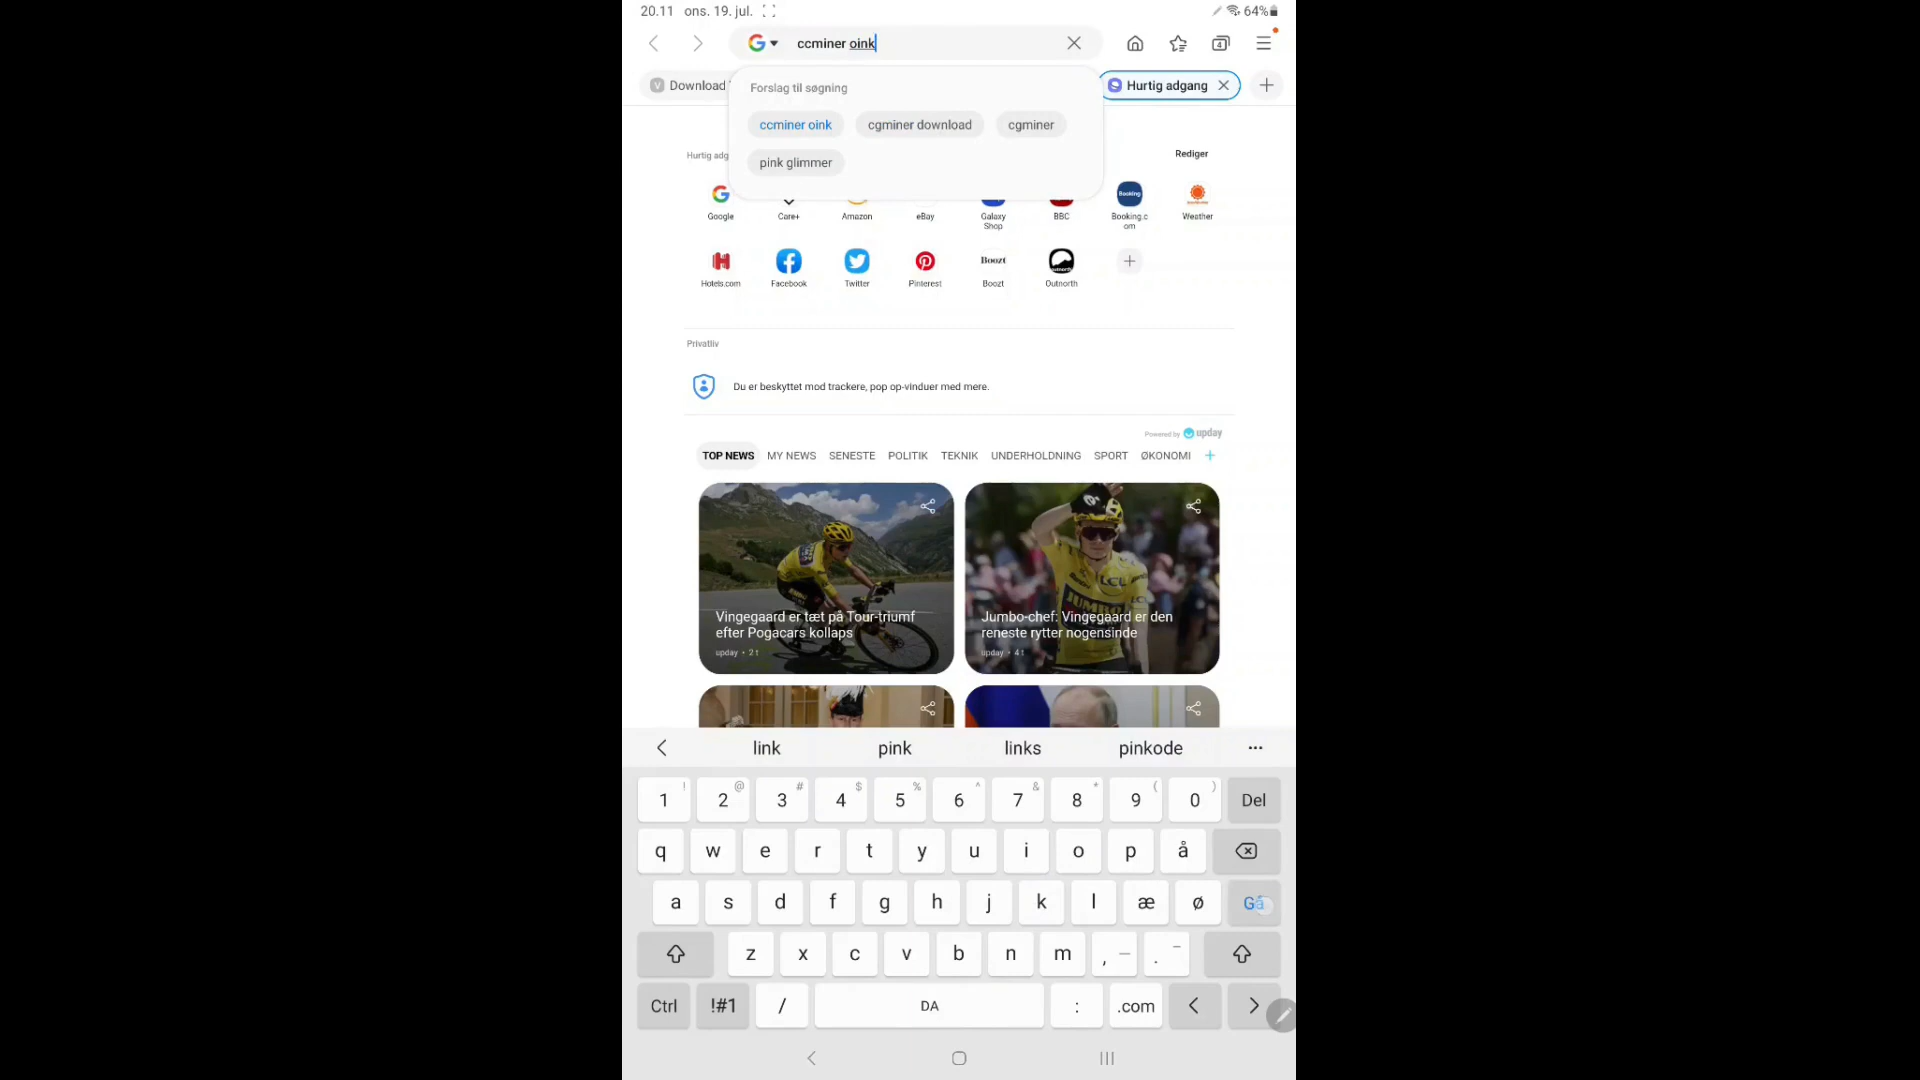 20.11 ons. 19. jul. 64%
ccminer oink
Download
Hurtig adgang
Forslag til søgning
ccminer oink cgminer download cgminer
pink glimmer
Hurtig adg
Rediger
Booking.com
Google Care+ Amazon eBay Galaxy Shop BBC Booking.c om Weather
Boozt
Hotels.com Facebook Twitter Pinterest Boozt Outnorth
Privatliv
Du er beskyttet mod trackere, pop op-vinduer med mere.
Powered by upday
TOP NEWS MY NEWS SENESTE POLITIK TEKNIK UNDERHOLDNING SPORT ØKONOMI +
LCL
JUMBO
Vingegaard er tæt på Tour-triumf
efter Pogacars kollaps
upday • 2 t
Jumbo-chef: Vingegaard er den
reneste rytter nogensinde
upday • 4 t
link pink links pinkode ...
1 ! 2 @ 3 # 4 $ 5 % 6 ^ 7 & 8 * 9 ( 0 ) Del
q w e r t y u i o p å
a s d f g h j k l æ ø Gå
z x c v b n m , .
Ctrl !#1 / DA : .com < >